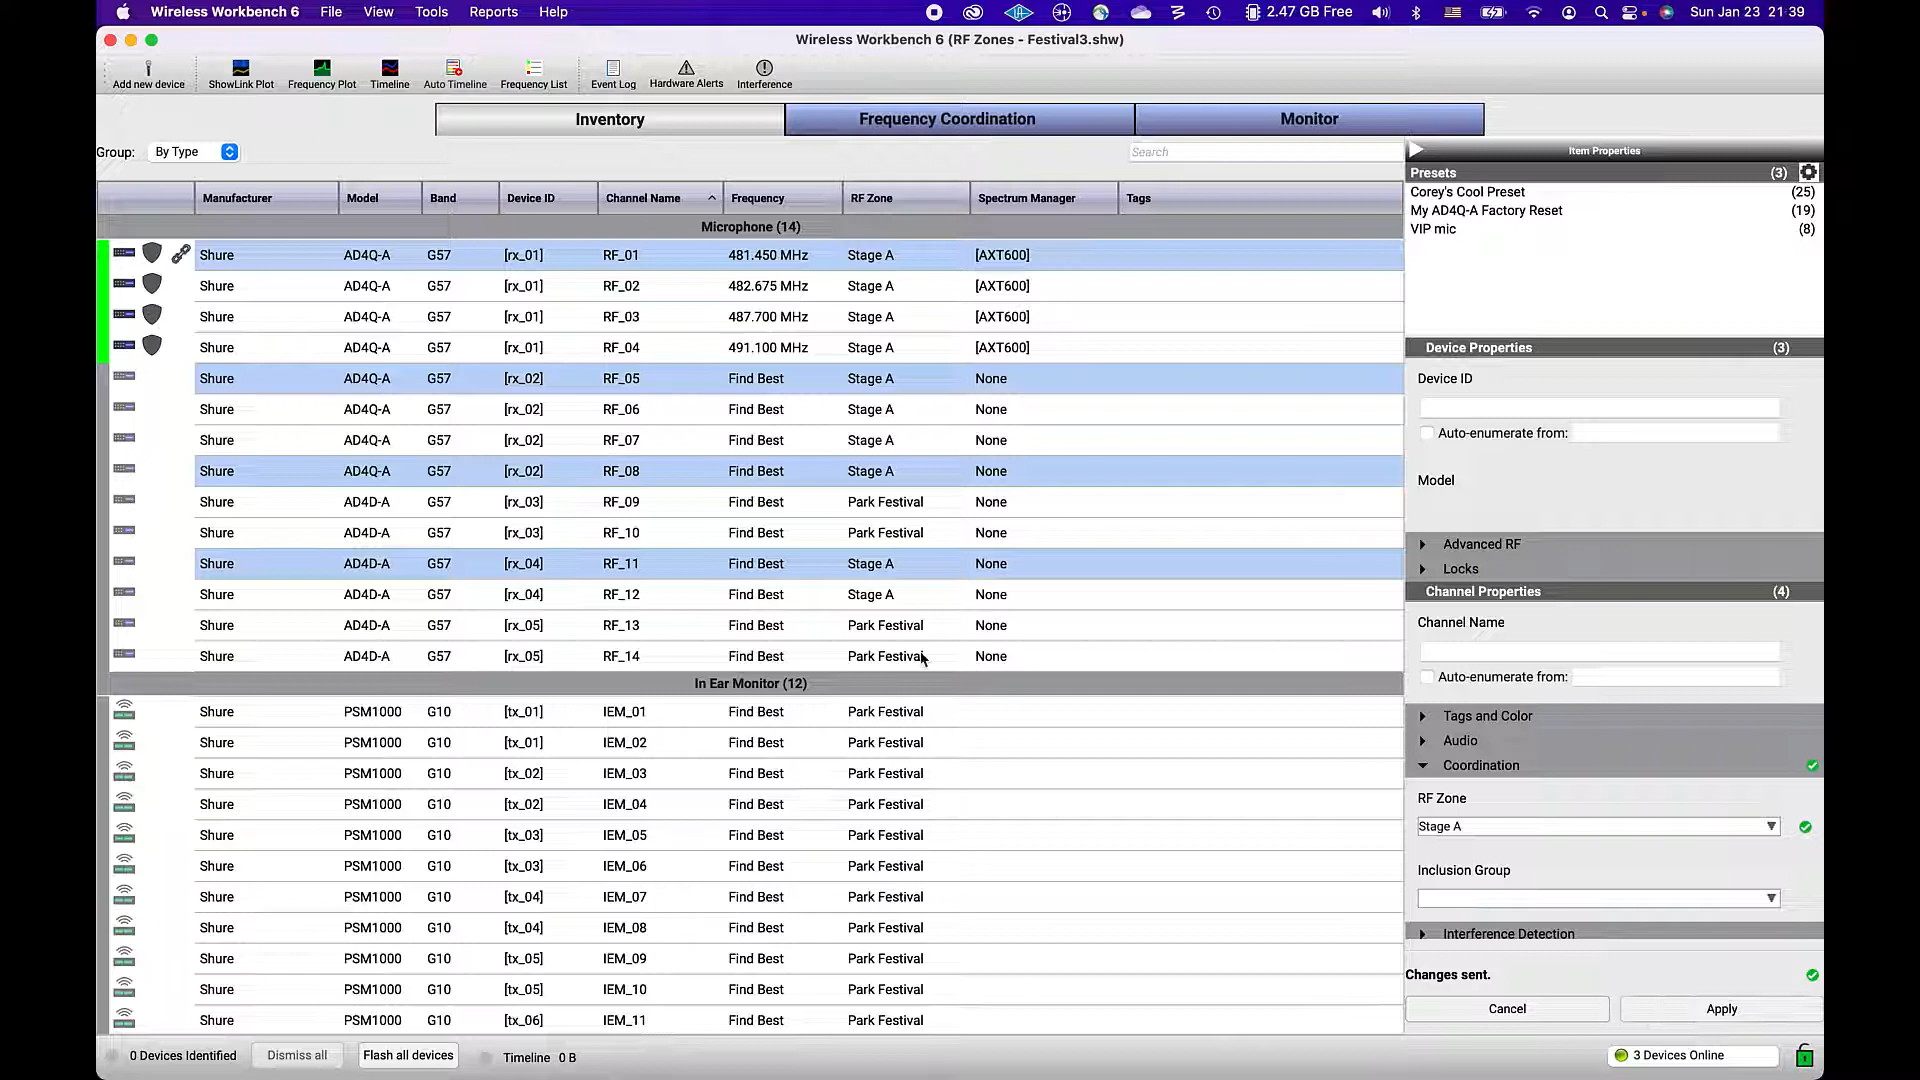 Wireless Workbench 6 File View Tools Reports Help 2.47 GB Free Sun Jan 23 21:39
Wireless Workbench 6 (RF Zones - Festival3.shw)
Add new device ShowLink Plot Frequency Plot Timeline Auto Timeline Frequency List Event Log Hardware Alerts Interference
Inventory Frequency Coordination Monitor
Group: By Type Search
Manufacturer Model Band Device ID Channel Name Frequency RF Zone Spectrum Manager Tags
Microphone (14)
Shure AD4Q-A G57 [rx_01] RF_01 481.450 MHz Stage A [AXT600]
Shure AD4Q-A G57 [rx_01] RF_02 482.675 MHz Stage A [AXT600]
Shure AD4Q-A G57 [rx_01] RF_03 487.700 MHz Stage A [AXT600]
Shure AD4Q-A G57 [rx_01] RF_04 491.100 MHz Stage A [AXT600]
Shure AD4Q-A G57 [rx_02] RF_05 Find Best Stage A None
Shure AD4Q-A G57 [rx_02] RF_06 Find Best Stage A None
Shure AD4Q-A G57 [rx_02] RF_07 Find Best Stage A None
Shure AD4Q-A G57 [rx_02] RF_08 Find Best Stage A None
Shure AD4D-A G57 [rx_03] RF_09 Find Best Park Festival None
Shure AD4D-A G57 [rx_03] RF_10 Find Best Park Festival None
Shure AD4D-A G57 [rx_04] RF_11 Find Best Stage A None
Shure AD4D-A G57 [rx_04] RF_12 Find Best Stage A None
Shure AD4D-A G57 [rx_05] RF_13 Find Best Park Festival None
Shure AD4D-A G57 [rx_05] RF_14 Find Best Park Festival None
In Ear Monitor (12)
Shure PSM1000 G10 [tx_01] IEM_01 Find Best Park Festival
Shure PSM1000 G10 [tx_01] IEM_02 Find Best Park Festival
Shure PSM1000 G10 [tx_02] IEM_03 Find Best Park Festival
Shure PSM1000 G10 [tx_02] IEM_04 Find Best Park Festival
Shure PSM1000 G10 [tx_03] IEM_05 Find Best Park Festival
Shure PSM1000 G10 [tx_03] IEM_06 Find Best Park Festival
Shure PSM1000 G10 [tx_04] IEM_07 Find Best Park Festival
Shure PSM1000 G10 [tx_04] IEM_08 Find Best Park Festival
Shure PSM1000 G10 [tx_05] IEM_09 Find Best Park Festival
Shure PSM1000 G10 [tx_05] IEM_10 Find Best Park Festival
Shure PSM1000 G10 [tx_06] IEM_11 Find Best Park Festival
Item Properties
Presets (3)
Corey's Cool Preset (25)
My AD4Q-A Factory Reset (19)
VIP mic (8)
Device Properties (3)
Device ID
Auto-enumerate from:
Model
Advanced RF
Locks
Channel Properties (4)
Channel Name
Auto-enumerate from:
Tags and Color
Audio
Coordination
RF Zone
Stage A
Inclusion Group
Interference Detection
Changes sent.
Cancel Apply
0 Devices Identified Dismiss all Flash all devices Timeline 0 B 3 Devices Online